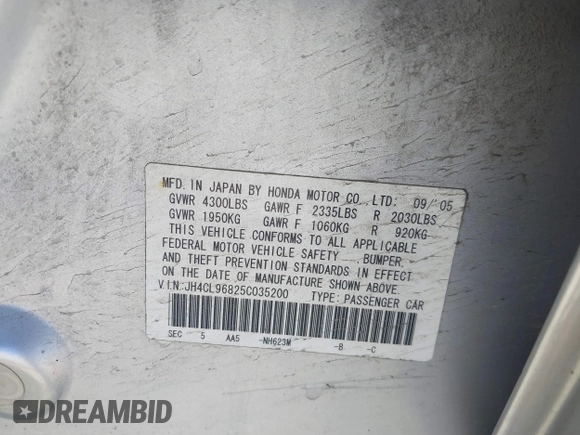 MFD. IN JAPAN BY HONDA MOTOR CO., LTD. 09/'05
GVWR 4300LBS GAWR F 2335LBS R 2030LBS
GVWR 1950KG GAWR F 1060KG R 920KG
THIS VEHICLE CONFORMS TO ALL APPLICABLE
FEDERAL MOTOR VEHICLE SAFETY , BUMPER,
AND THEFT PREVENTION STANDARDS IN EFFECT
ON THE DATE OF MANUFACTURE SHOWN ABOVE.
V.I.N.:JH4CL96825C035200 TYPE: PASSENGER CAR
SEC 5 AA5 -NH623M -B -C
DREAMBID